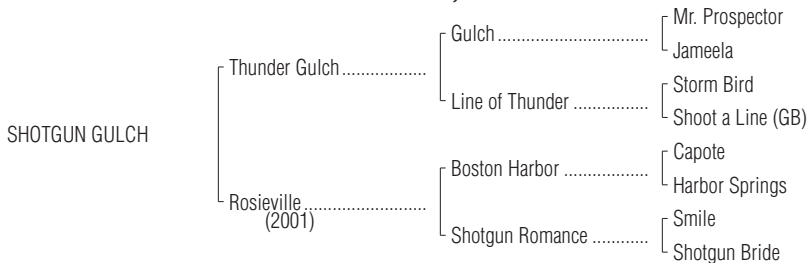 Mr. Prospector
Gulch
Jameela
Thunder Gulch
Storm Bird
Line of Thunder
Shoot a Line (GB)
SHOTGUN GULCH
Capote
Boston Harbor
Harbor Springs
Rosieville
(2001)
Smile
Shotgun Romance
Shotgun Bride